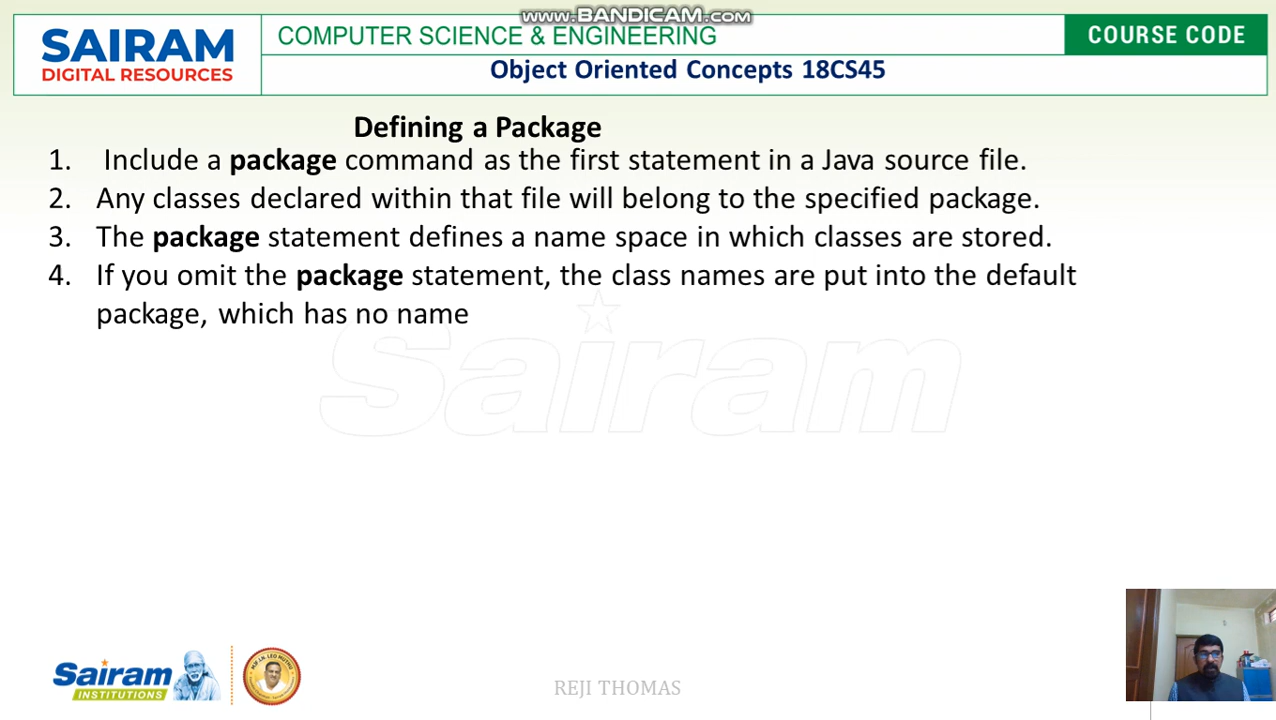 www.BANDICAM.com
SAIRAM
DIGITAL RESOURCES
COMPUTER SCIENCE & ENGINEERING
COURSE CODE
Object Oriented Concepts 18CS45
Defining a Package
1. Include a package command as the first statement in a Java source file.
2. Any classes declared within that file will belong to the specified package.
3. The package statement defines a name space in which classes are stored.
4. If you omit the package statement, the class names are put into the default
package, which has no name
Sairam
Sairam
INSTITUTIONS
REJI THOMAS